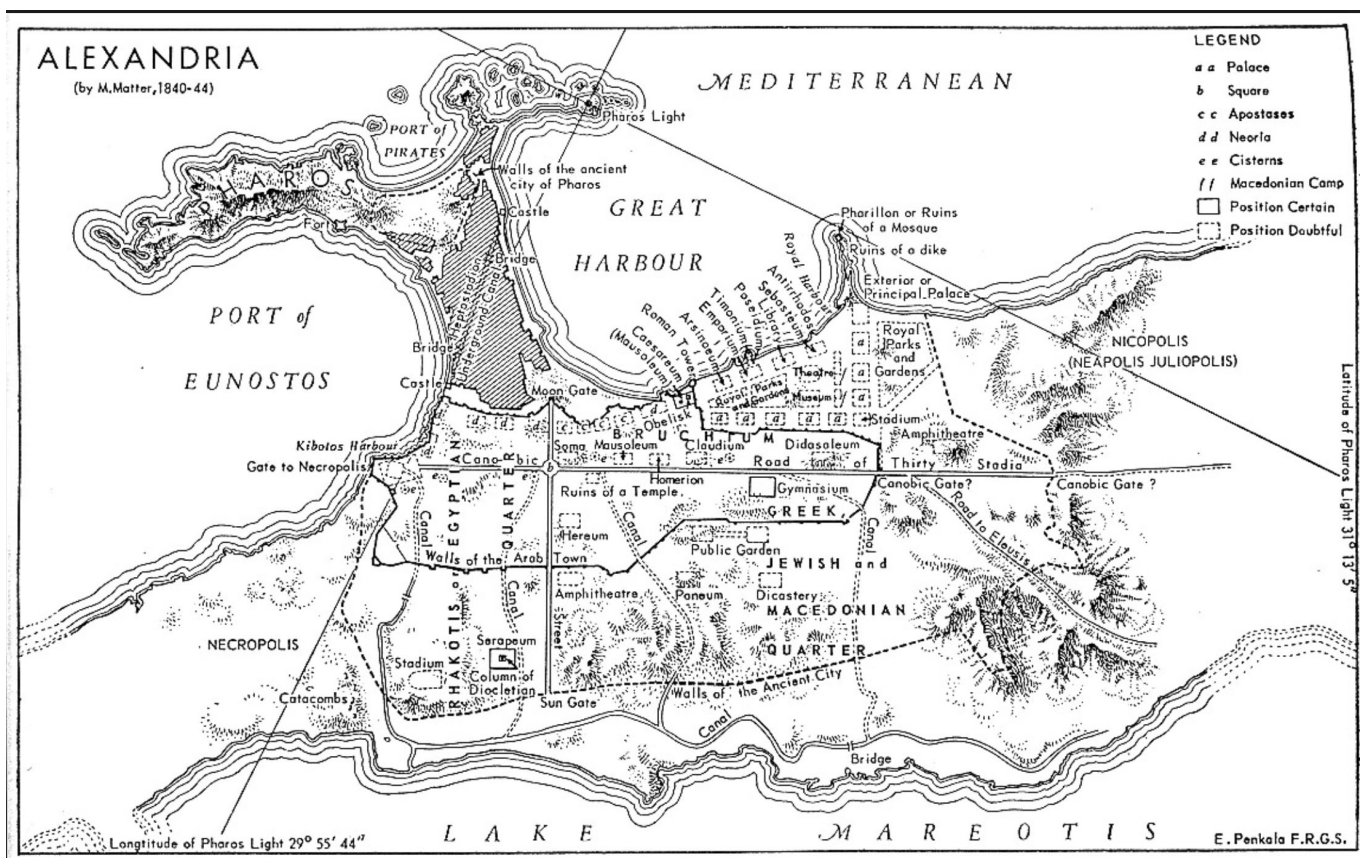 ALEXANDRIA
(by M.Matter, 1840-44)
MEDITERRANEAN
LEGEND
a a Palace
b Square
c c Apostases
d d Neoria
e e Cisterns
f f Macedonian Camp
Position Certain
Position Doubtful
PORT of
PIRATES
Pharos Light
PHAROS
Walls of the ancient
city of Pharos
Fort
Castle
GREAT
HARBOUR
Bridge
Heptastadion
Underground Canal
Pharillon or Ruins
of a Mosque
Ruins of a dike
Exterior or
Principal Palace
Royal Harbour
Antirrhodos
Sebasteum
Library
Poseidium
Timonium
Emporium
Arsinoeum
Roman Tower
Caesareum
(Mausoleum)
PORT of
EUNOSTOS
Bridge
Castle
Moon Gate
Royal
Parks
and
Gardens
NICOPOLIS
(NEAPOLIS JULIOPOLIS)
Latitude of Pharos Light 31° 13' 5"
Theatre
Museum
Royal Parks
and Gardens
Stadium
Amphitheatre
a
a
a
f
a a a a a a
d d d
c c c c d
Obelisk
BRUCHIUM
Kibotos Harbour
Gate to Necropolis
Soma
Mausoleum
Claudium
Didasaleum
e
e
e
e
Canobic
b
Road of Thirty Stadia
Homerion
Canobic Gate?
Canobic Gate ?
Ruins of a Temple.
Gymnasium
GREEK,
JEWISH and
MACEDONIAN
QUARTER
Road to Eleusis
RHAKOTIS or EGYPTIAN
QUARTER
Canal
Canal
Canal
Canal
Hereum
Public Garden
Walls of the Arab Town
Amphitheatre
Paneum
Dicastery
Street
NECROPOLIS
Serapeum
Column of
Diocletian
Stadium
Catacombs
Sun Gate
Walls of the Ancient City
Canal
Bridge
Longtitude of Pharos Light 29° 55' 44"
LAKE MAREOTIS
E. Penkala F.R.G.S.